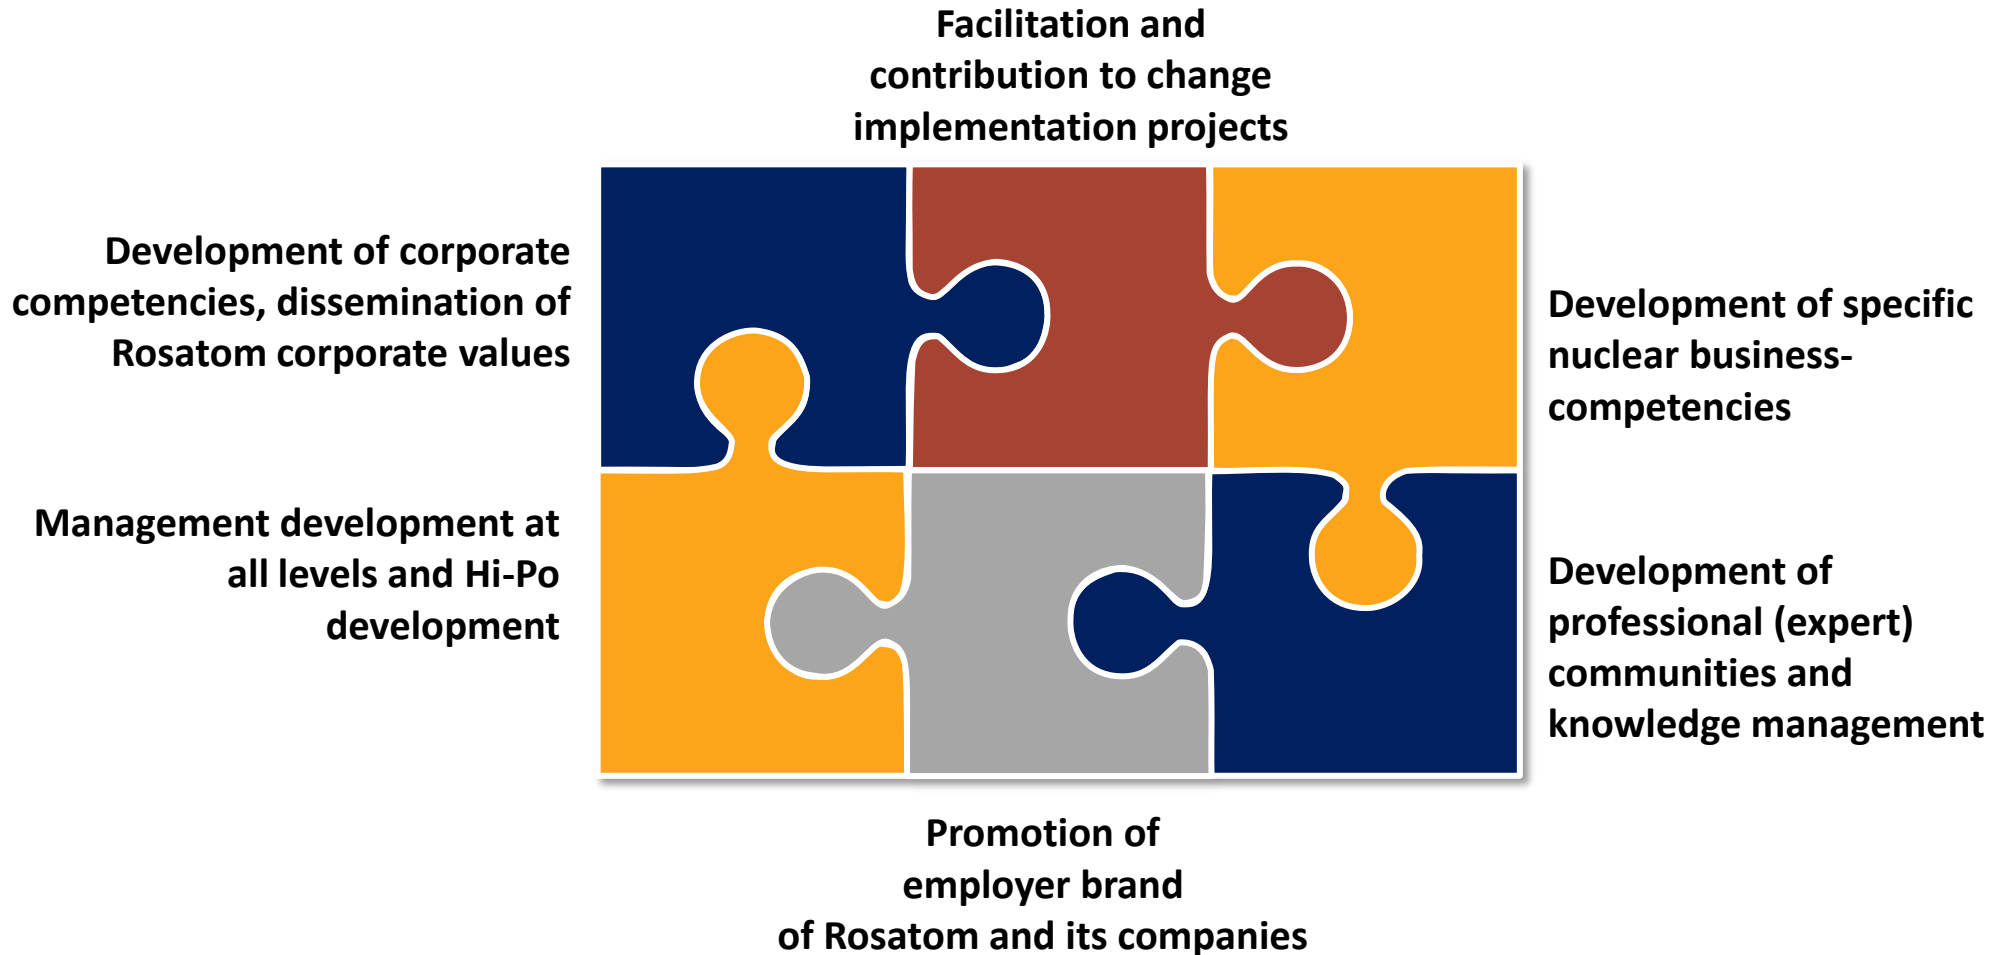 Facilitation and
contribution to change
implementation projects
Development of corporate
competencies, dissemination of
Rosatom corporate values
Development of specific
nuclear business-
competencies
Management development at
all levels and Hi-Po
development
Development of
professional (expert)
communities and
knowledge management
Promotion of
employer brand
of Rosatom and its companies